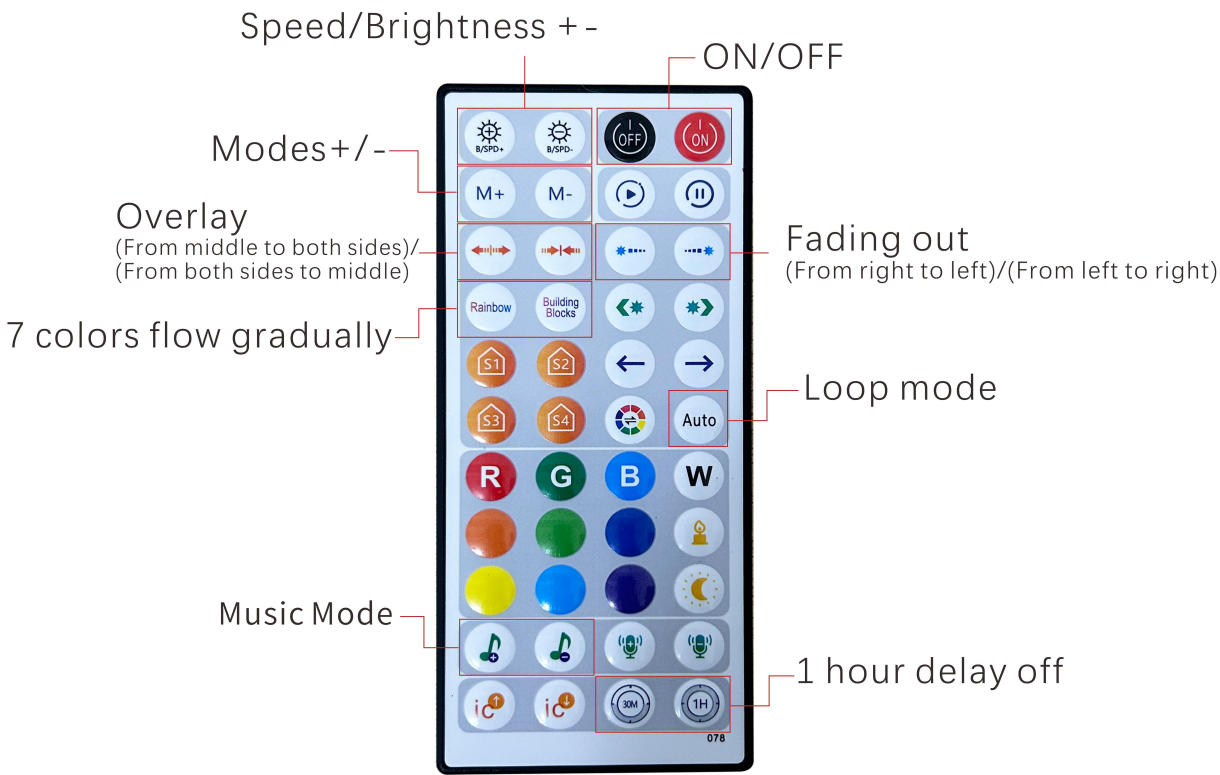 Speed/Brightness + -
ON/OFF
B/SPD+
B/SPD-
OFF
ON
Modes+/-
M+
M-
Overlay
(From middle to both sides)/
(From both sides to middle)
Fading out
(From right to left)/(From left to right)
7 colors flow gradually
Rainbow
Building
Blocks
S1
S2
Loop mode
S3
S4
Auto
R
G
B
W
Music Mode
1 hour delay off
ic
ic
30M
1H
078